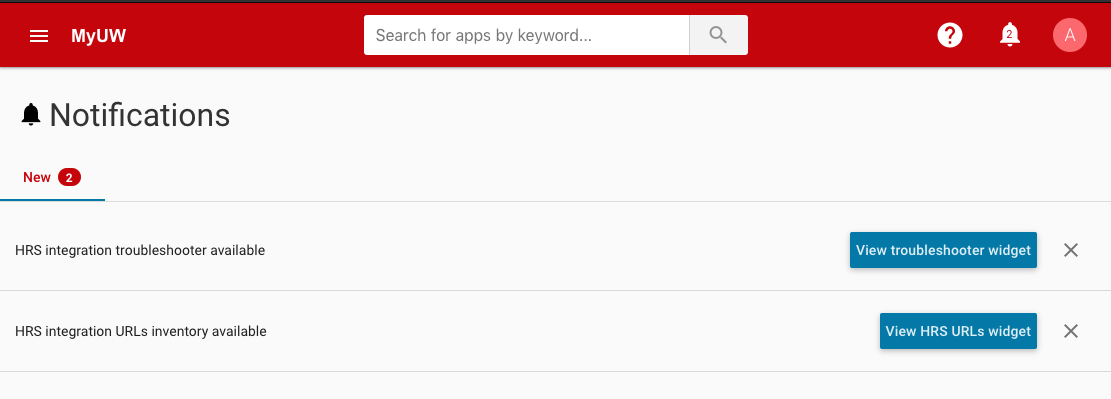 MyUW
Search for apps by keyword...
2
A
Notifications
New 2
HRS integration troubleshooter available
View troubleshooter widget
HRS integration URLs inventory available
View HRS URLs widget